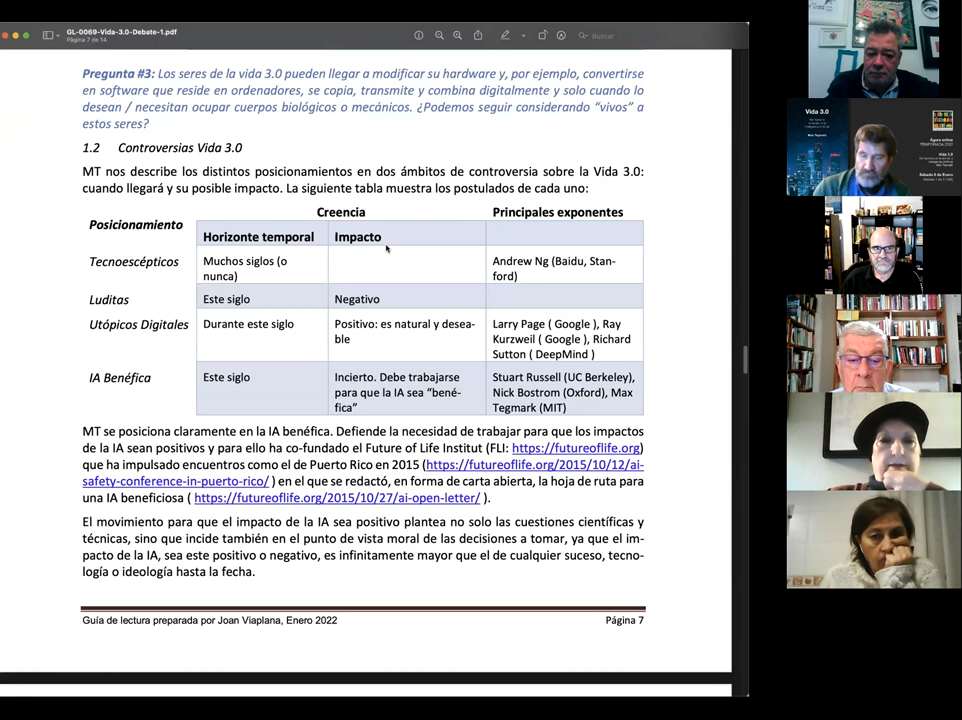 GL-0069-Vida-3.0-Debate-1.pdf
Página 7 de 14
Buscar
Pregunta #3: Los seres de la vida 3.0 pueden llegar a modificar su hardware y, por ejemplo, convertirse
en software que reside en ordenadores, se copia, transmite y combina digitalmente y solo cuando lo
desean / necesitan ocupar cuerpos biológicos o mecánicos. ¿Podemos seguir considerando “vivos” a
estos seres?
1.2 Controversias Vida 3.0
MT nos describe los distintos posicionamientos en dos ámbitos de controversia sobre la Vida 3.0:
cuando llegará y su posible impacto. La siguiente tabla muestra los postulados de cada uno:
Posicionamiento
Creencia
Principales exponentes
Horizonte temporal
Impacto
Tecnoescépticos
Muchos siglos (o
nunca)
Andrew Ng (Baidu, Stan-
ford)
Luditas
Este siglo
Negativo
Utópicos Digitales
Durante este siglo
Positivo: es natural y desea-
ble
Larry Page ( Google ), Ray
Kurzweil ( Google ), Richard
Sutton ( DeepMind )
IA Benéfica
Este siglo
Incierto. Debe trabajarse
para que la IA sea “bené-
fica”
Stuart Russell (UC Berkeley),
Nick Bostrom (Oxford), Max
Tegmark (MIT)
MT se posiciona claramente en la IA benéfica. Defiende la necesidad de trabajar para que los impactos
de la IA sean positivos y para ello ha co-fundado el Future of Life Institut (FLI: https://futureoflife.org)
que ha impulsado encuentros como el de Puerto Rico en 2015 (https://futureoflife.org/2015/10/12/ai-
safety-conference-in-puerto-rico/ ) en el que se redactó, en forma de carta abierta, la hoja de ruta para
una IA beneficiosa ( https://futureoflife.org/2015/10/27/ai-open-letter/ ).
El movimiento para que el impacto de la IA sea positivo plantea no solo las cuestiones científicas y
técnicas, sino que incide también en el punto de vista moral de las decisiones a tomar, ya que el im-
pacto de la IA, sea este positivo o negativo, es infinitamente mayor que el de cualquier suceso, tecno-
logía o ideología hasta la fecha.
Guía de lectura preparada por Joan Viaplana, Enero 2022
Página 7
Vida 3.0
Ágora online
TEMPORADA 2022
Vida 3.0